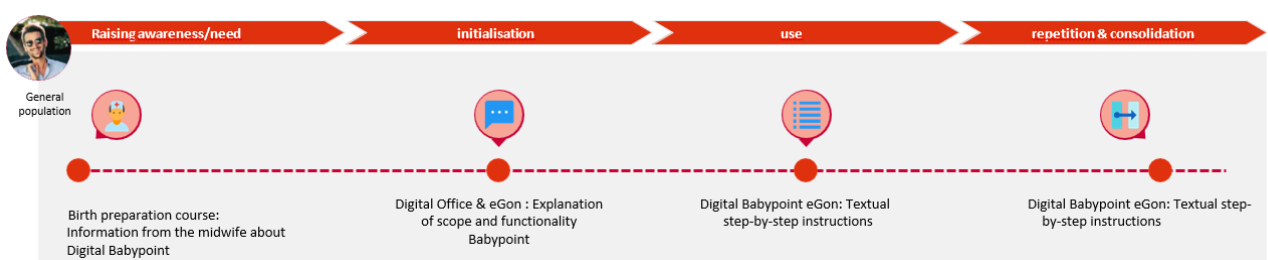 Raising awareness/need
initialisation
use
repetition & consolidation
General
population
Birth preparation course:
Information from the midwife about
Digital Babypoint
Digital Office & eGon : Explanation
of scope and functionality
Babypoint
Digital Babypoint eGon: Textual
step-by-step instructions
Digital Babypoint eGon: Textual step-
by-step instructions